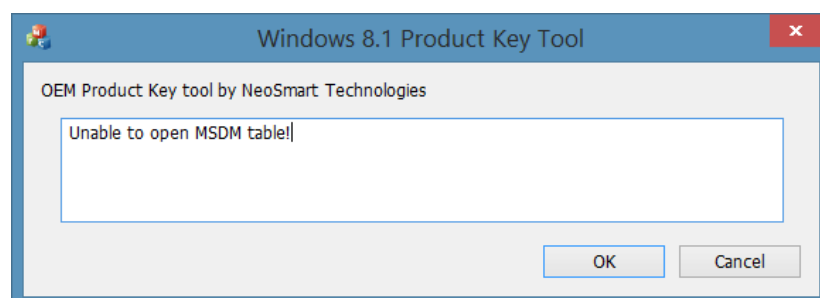 Windows 8.1 Product Key Tool
OEM Product Key tool by NeoSmart Technologies
Unable to open MSDM table!
OK
Cancel